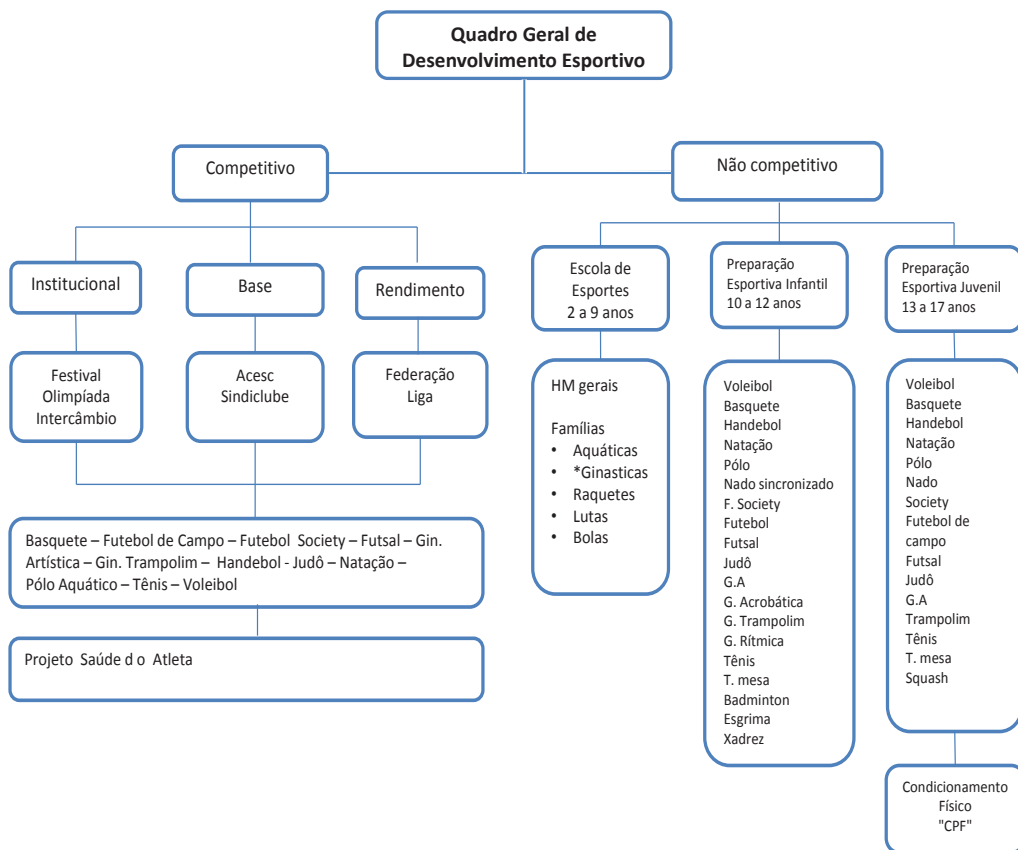 Quadro Geral de
Desenvolvimento Esportivo
Competitivo
Não competitivo
Institucional
Base
Rendimento
Escola de
Esportes
2 a 9 anos
Preparação
Esportiva Infantil
10 a 12 anos
Preparação
Esportiva Juvenil
13 a 17 anos
Festival
Olimpíada
Intercâmbio
Acesc
Sindiclube
Federação
Liga
HM gerais
Famílias
• Aquáticas
• *Ginasticas
• Raquetes
• Lutas
• Bolas
Voleibol
Basquete
Handebol
Natação
Pólo
Nado sincronizado
F. Society
Futebol
Futsal
Judô
G.A
G. Acrobática
G. Trampolim
G. Rítmica
Tênis
T. mesa
Badminton
Esgrima
Xadrez
Voleibol
Basquete
Handebol
Natação
Pólo
Nado
Society
Futebol de
campo
Futsal
Judô
G.A
Trampolim
Tênis
T. mesa
Squash
Basquete – Futebol de Campo – Futebol Society – Futsal – Gin.
Artística – Gin. Trampolim – Handebol - Judô – Natação –
Pólo Aquático – Tênis – Voleibol
Projeto Saúde d o Atleta
Condicionamento
Físico
"CPF"